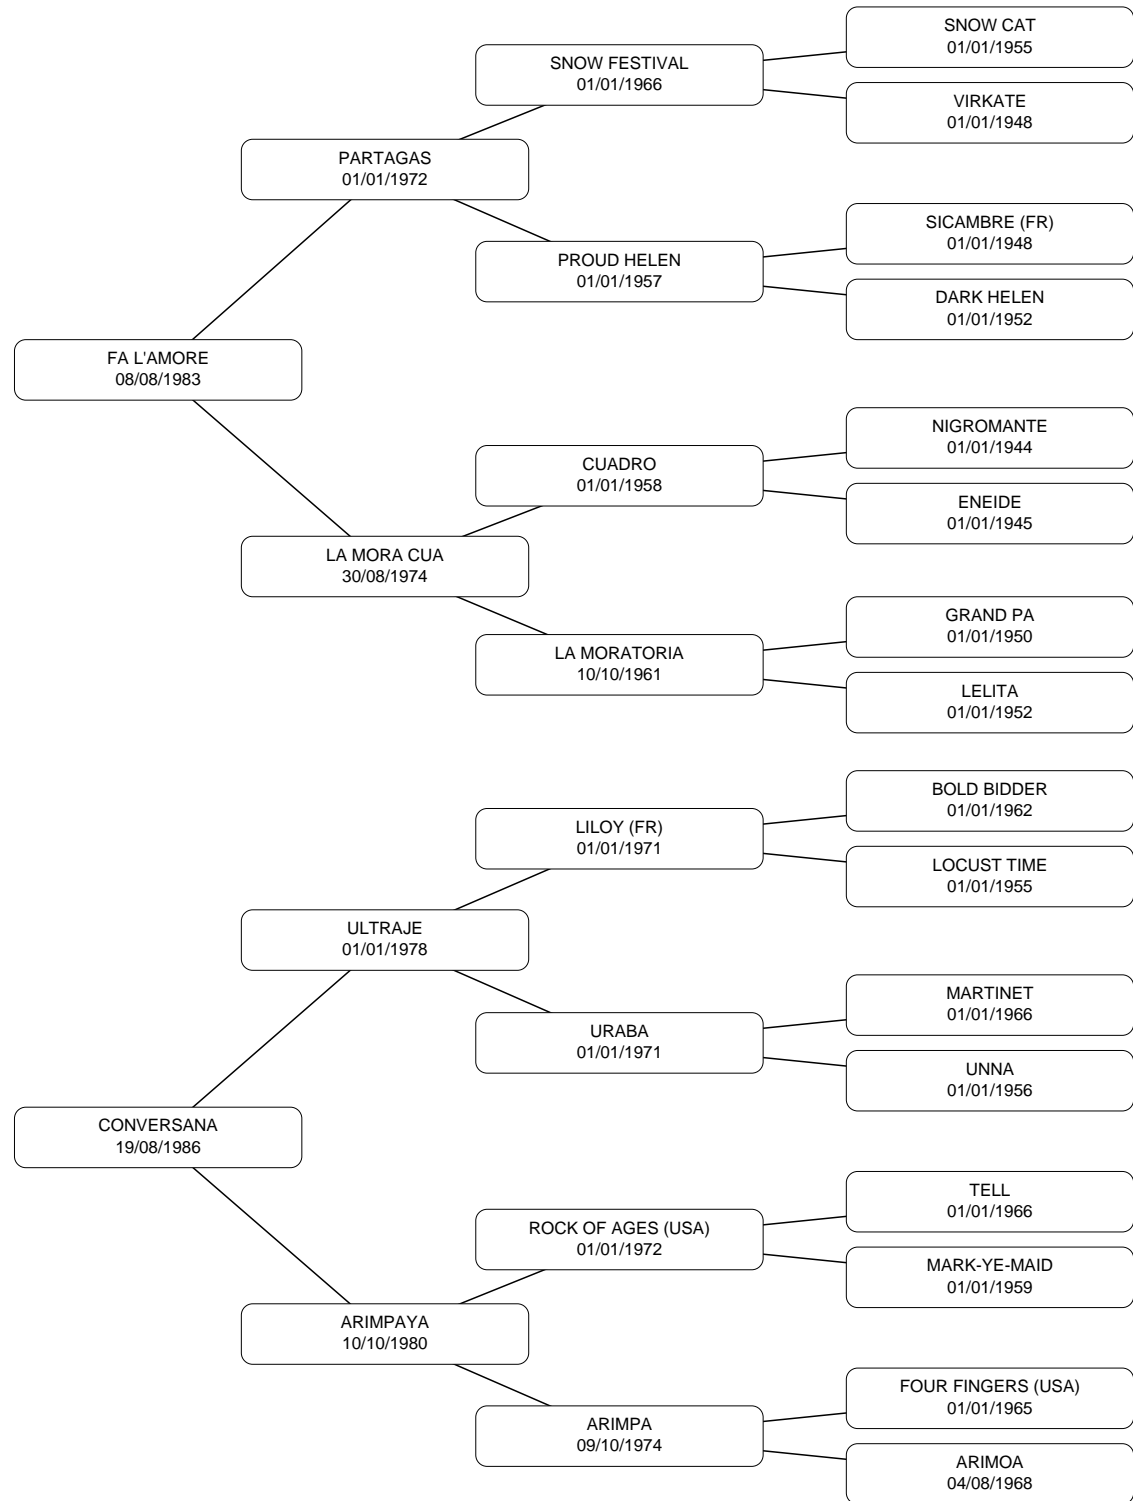 SNOW CAT
01/01/1955
SNOW FESTIVAL
01/01/1966
VIRKATE
01/01/1948
PARTAGAS
01/01/1972
SICAMBRE (FR)
01/01/1948
PROUD HELEN
01/01/1957
DARK HELEN
01/01/1952
FA L'AMORE
08/08/1983
NIGROMANTE
01/01/1944
CUADRO
01/01/1958
ENEIDE
01/01/1945
LA MORA CUA
30/08/1974
GRAND PA
01/01/1950
LA MORATORIA
10/10/1961
LELITA
01/01/1952
BOLD BIDDER
01/01/1962
LILOY (FR)
01/01/1971
LOCUST TIME
01/01/1955
ULTRAJE
01/01/1978
MARTINET
01/01/1966
URABA
01/01/1971
UNNA
01/01/1956
CONVERSANA
19/08/1986
TELL
01/01/1966
ROCK OF AGES (USA)
01/01/1972
MARK-YE-MAID
01/01/1959
ARIMPAYA
10/10/1980
FOUR FINGERS (USA)
01/01/1965
ARIMPA
09/10/1974
ARIMOA
04/08/1968